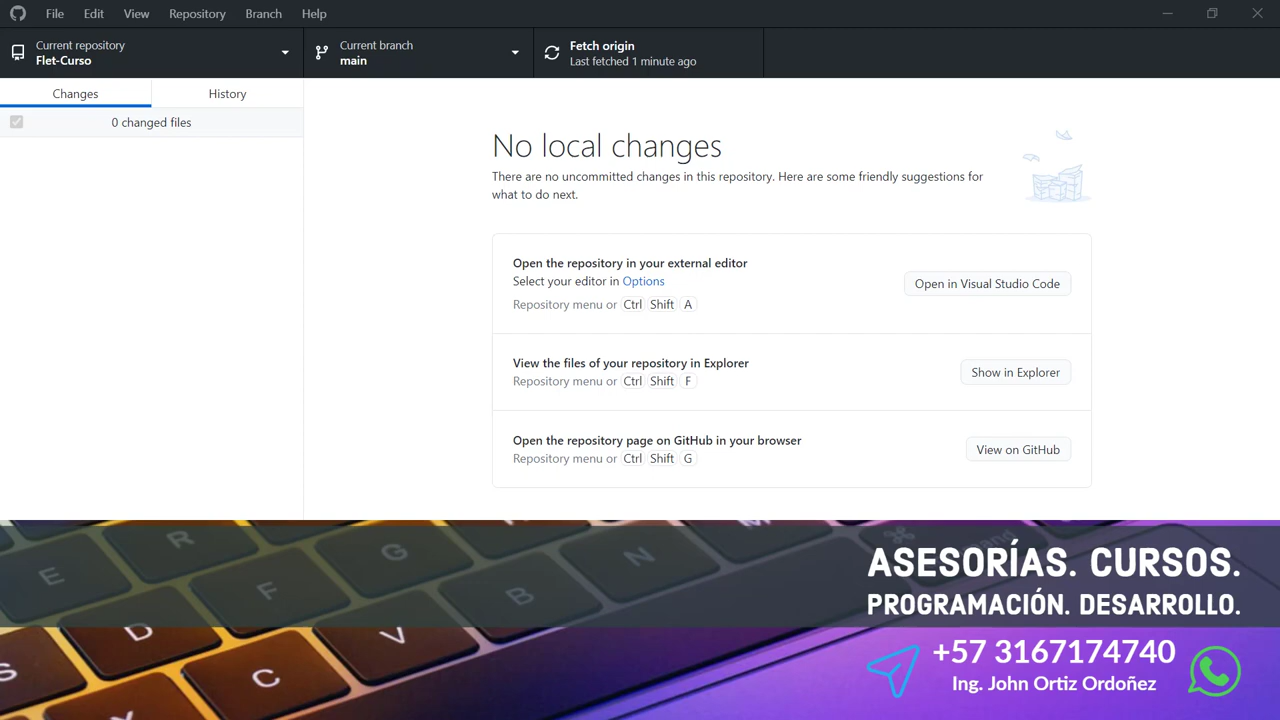 File Edit View Repository Branch Help
Current repository
Flet-Curso
Current branch
main
Fetch origin
Last fetched 1 minute ago
Changes
History
0 changed files
No local changes
There are no uncommitted changes in this repository. Here are some friendly suggestions for
what to do next.
Open the repository in your external editor
Select your editor in Options
Repository menu or Ctrl Shift A
Open in Visual Studio Code
View the files of your repository in Explorer
Repository menu or Ctrl Shift F
Show in Explorer
Open the repository page on GitHub in your browser
Repository menu or Ctrl Shift G
View on GitHub
E R F G B N
D C V
ASESORÍAS. CURSOS.
PROGRAMACIÓN. DESARROLLO.
+57 3167174740
Ing. John Ortiz Ordoñez